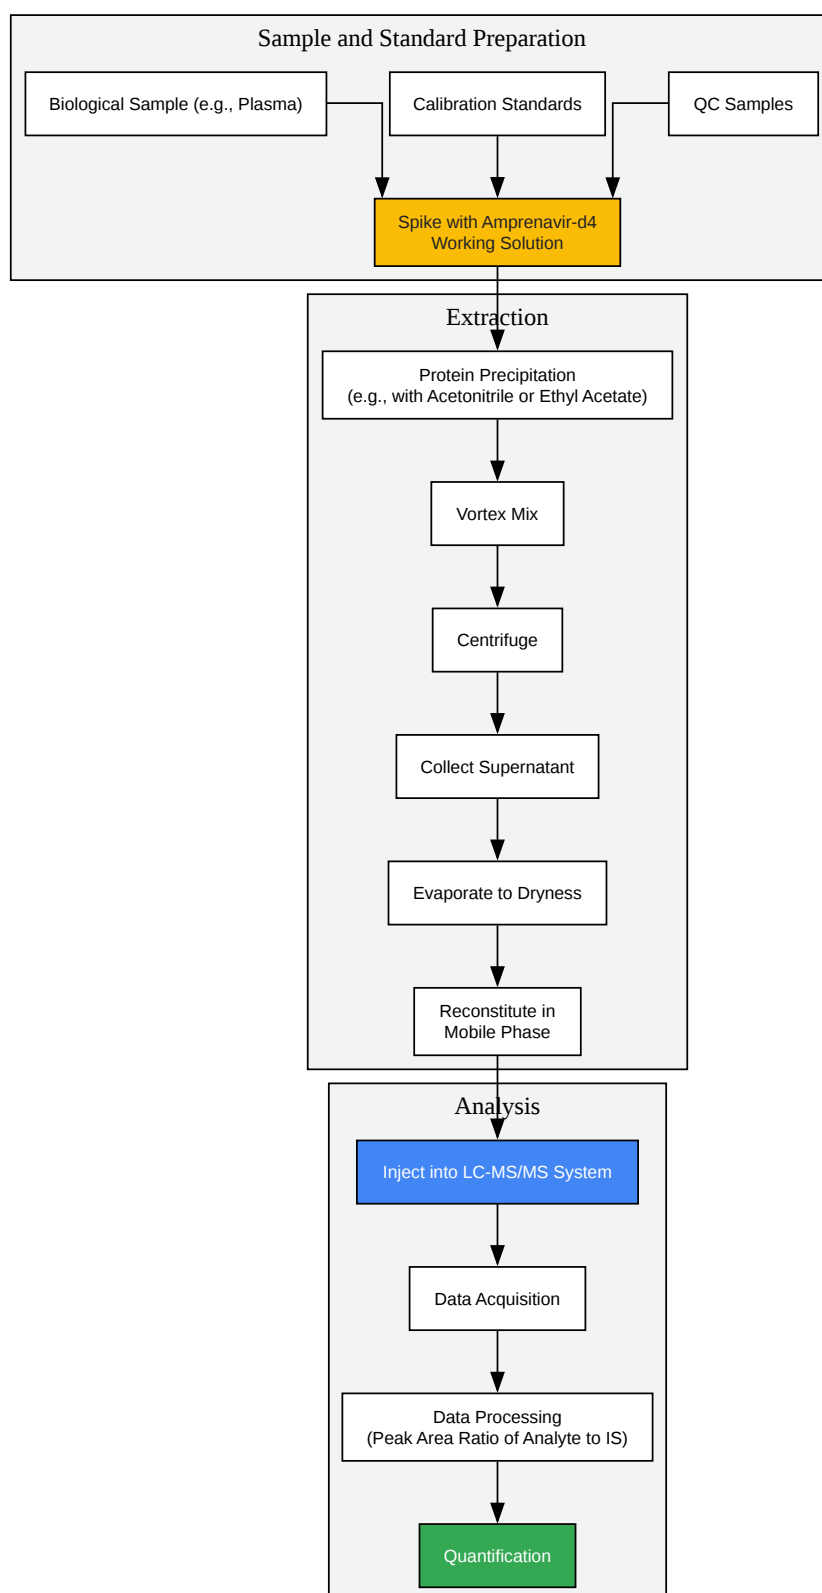 Sample and Standard Preparation
Biological Sample (e.g., Plasma)
Calibration Standards
QC Samples
Spike with Amprenavir-d4
Working Solution
Extraction
Protein Precipitation
(e.g., with Acetonitrile or Ethyl Acetate)
Vortex Mix
Centrifuge
Collect Supernatant
Evaporate to Dryness
Reconstitute in
Mobile Phase
Analysis
Inject into LC-MS/MS System
Data Acquisition
Data Processing
(Peak Area Ratio of Analyte to IS)
Quantification